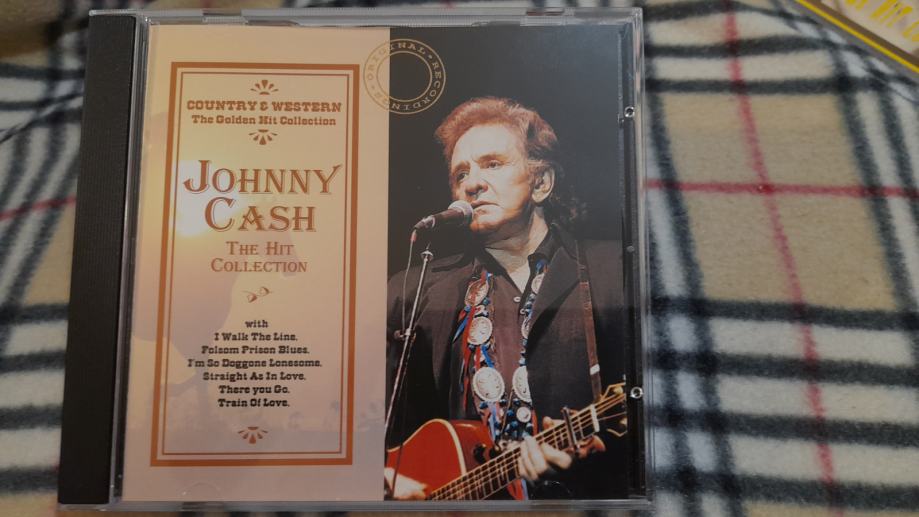 COUNTRY & WESTERN
The Golden Hit Collection
JOHNNY
CASH
THE HIT
COLLECTION
with
I Walk The Line,
Folsom Prison Blues,
I'm So Doggone Lonesome,
Straight As In Love,
There you Go,
Train Of Love,
ORIGINAL • RECORDINGS •